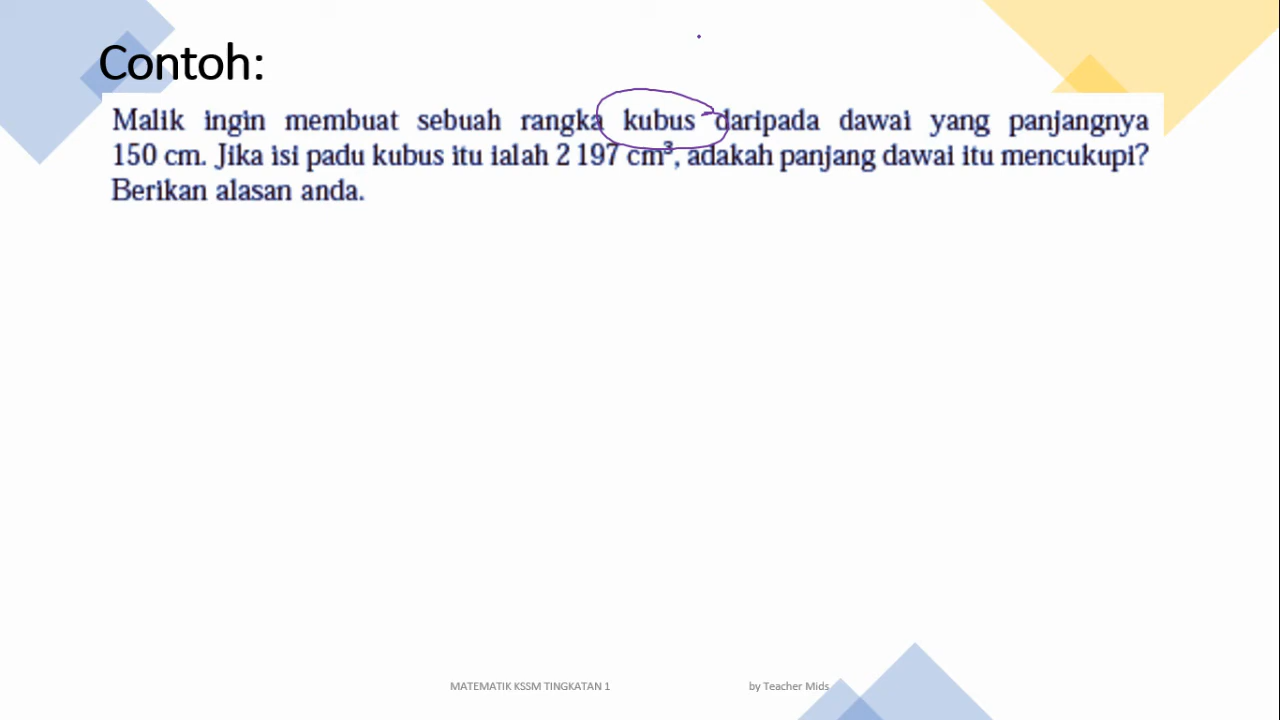 Contoh:
Malik ingin membuat sebuah rangka kubus daripada dawai yang panjangnya
150 cm. Jika isi padu kubus itu ialah 2 197 cm³, adakah panjang dawai itu mencukupi?
Berikan alasan anda.
MATEMATIK KSSM TINGKATAN 1 by Teacher Mids